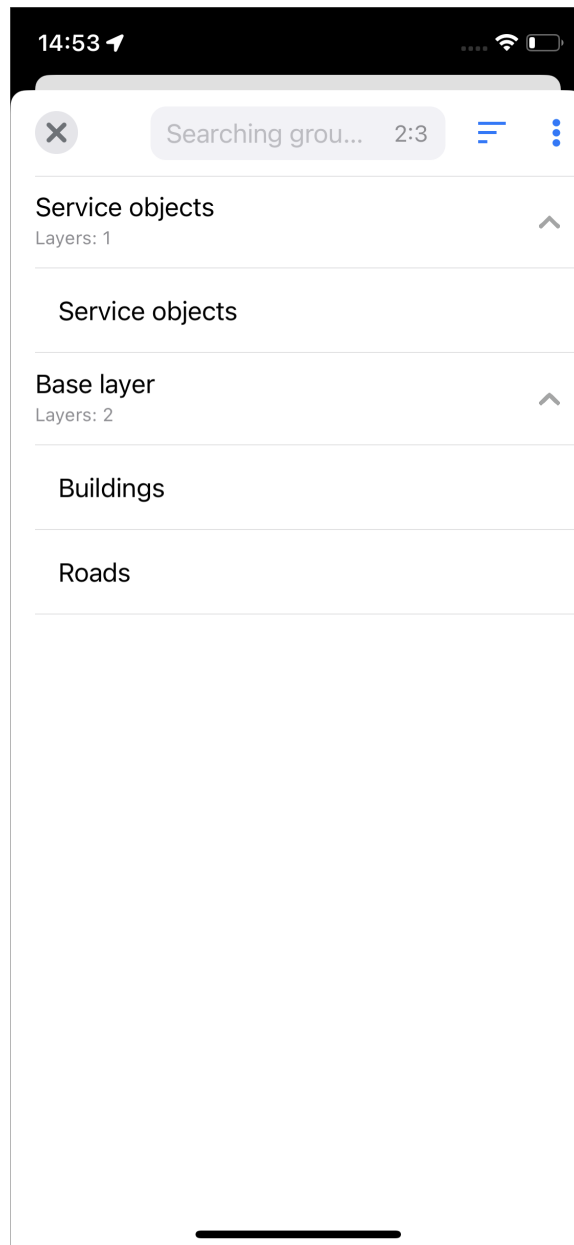 14:53
Searching grou... 2:3
Service objects
Layers: 1
Service objects
Base layer
Layers: 2
Buildings
Roads